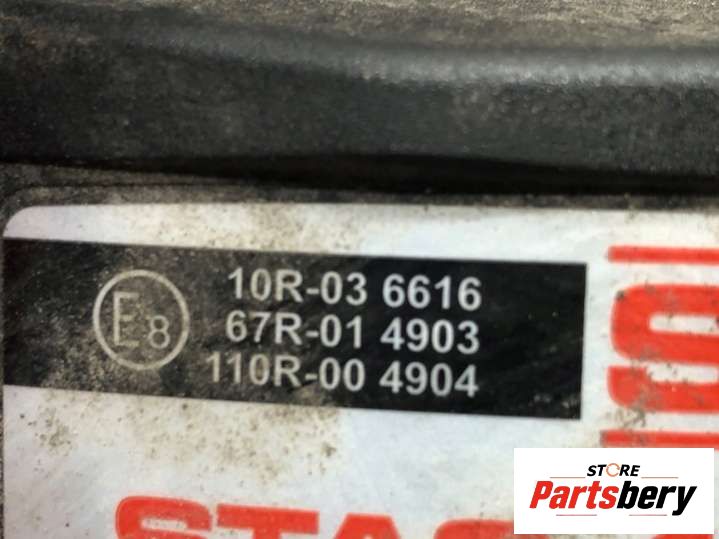 E8
10R-03 6616
67R-01 4903
110R-00 4904
STORE
Partsbery